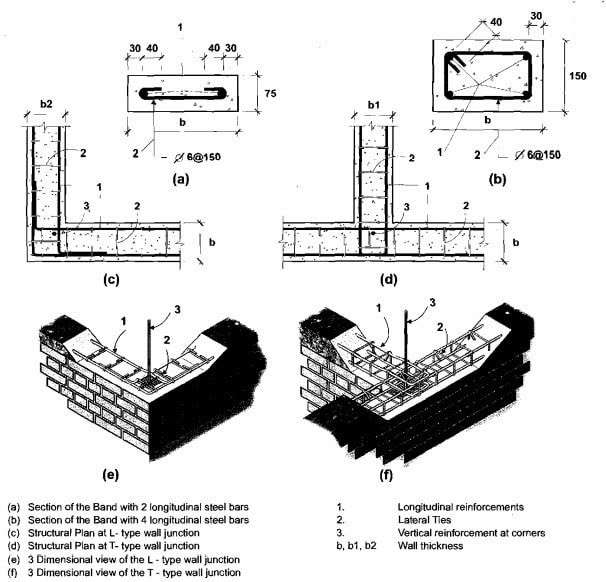 1
30 40 40 30
75
b
2
Ø 6@150
(a)
40
30
150
b
1 2 Ø 6@150
(b)
b2
2
1
3 2
b
(c)
b1
2
1
3 2
b
(d)
3
1
2
(e)
3
1
2
(f)
(a) Section of the Band with 2 longitudinal steel bars
(b) Section of the Band with 4 longitudinal steel bars
(c) Structural Plan at L- type wall junction
(d) Structural Plan at T- type wall junction
(e) 3 Dimensional view of the L - type wall junction
(f) 3 Dimensional view of the T - type wall junction
1. Longitudinal reinforcements
2. Lateral Ties
3. Vertical reinforcement at corners
b, b1, b2 Wall thickness